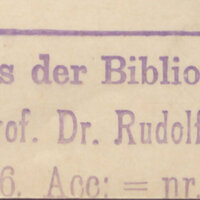 s der Biblio
rof. Dr. Rudolf
6. Acc: = nr.